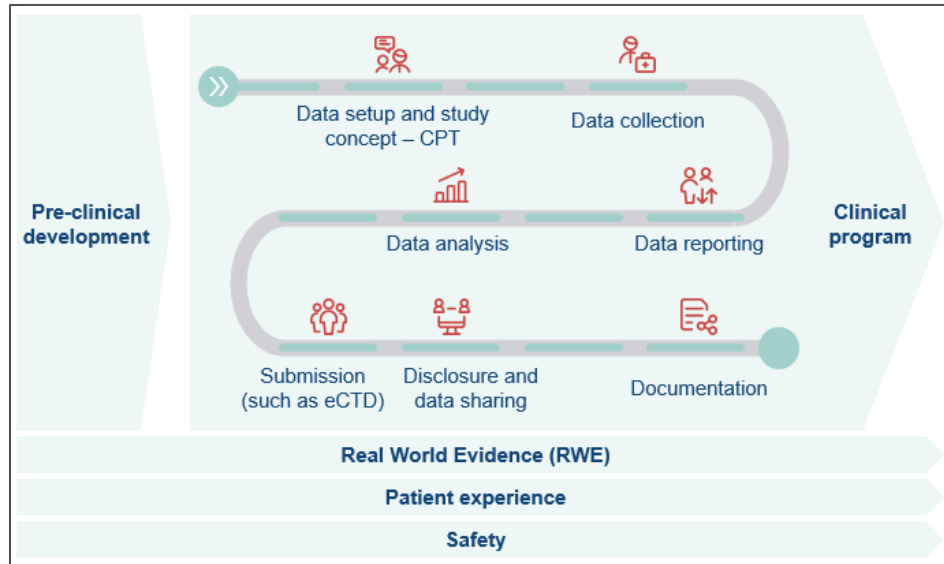 Data setup and study
concept – CPT
Data collection
Pre-clinical
development
Data analysis
Data reporting
Clinical
program
Submission
(such as eCTD)
Disclosure and
data sharing
Documentation
Real World Evidence (RWE)
Patient experience
Safety